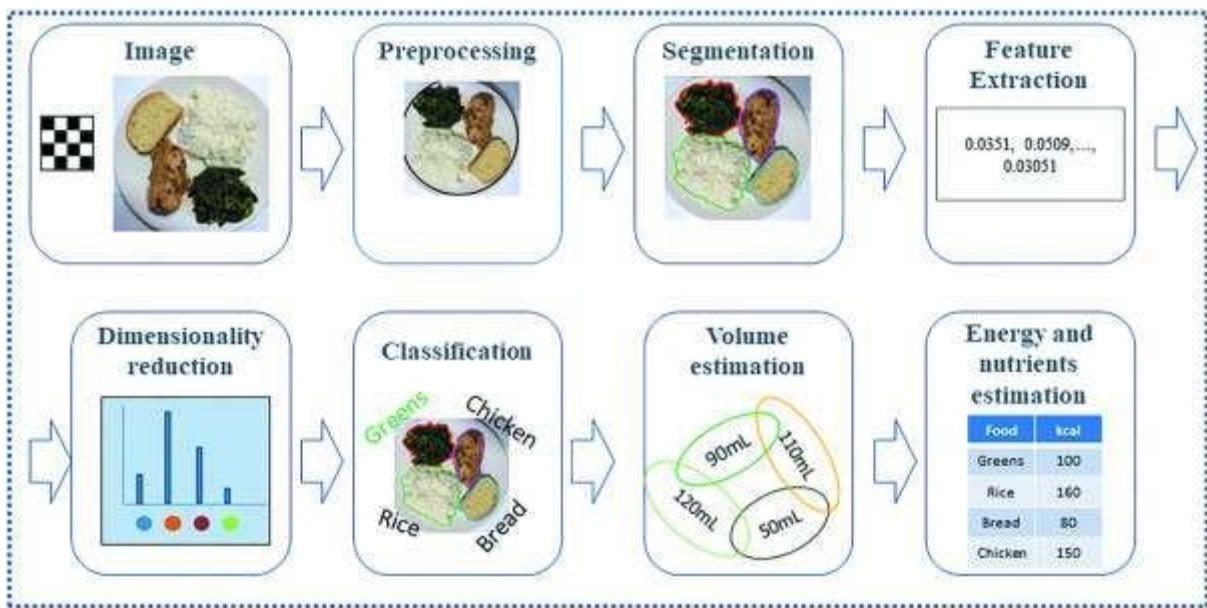 Image
Preprocessing
Segmentation
Feature
Extraction
0.0351, 0.0509,...,
0.03051
Dimensionality
reduction
Classification
Greens
Chicken
Rice
Bread
Volume
estimation
90mL
110mL
120mL
50mL
Energy and
nutrients
estimation
Food kcal
Greens 100
Rice 160
Bread 80
Chicken 150